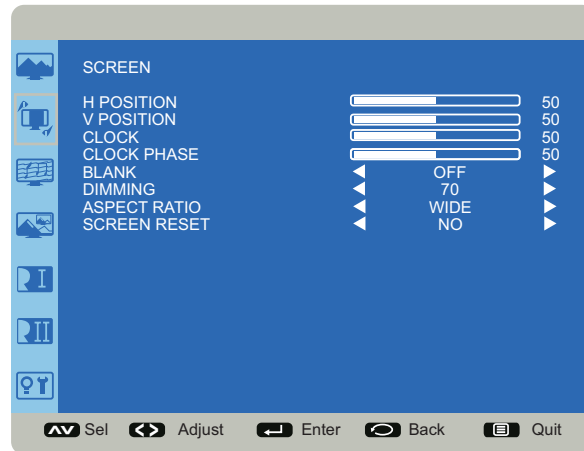 SCREEN
H POSITION 50
V POSITION 50
CLOCK 50
CLOCK PHASE 50
BLANK OFF
DIMMING 70
ASPECT RATIO WIDE
SCREEN RESET NO
I
II
Sel Adjust Enter Back Quit